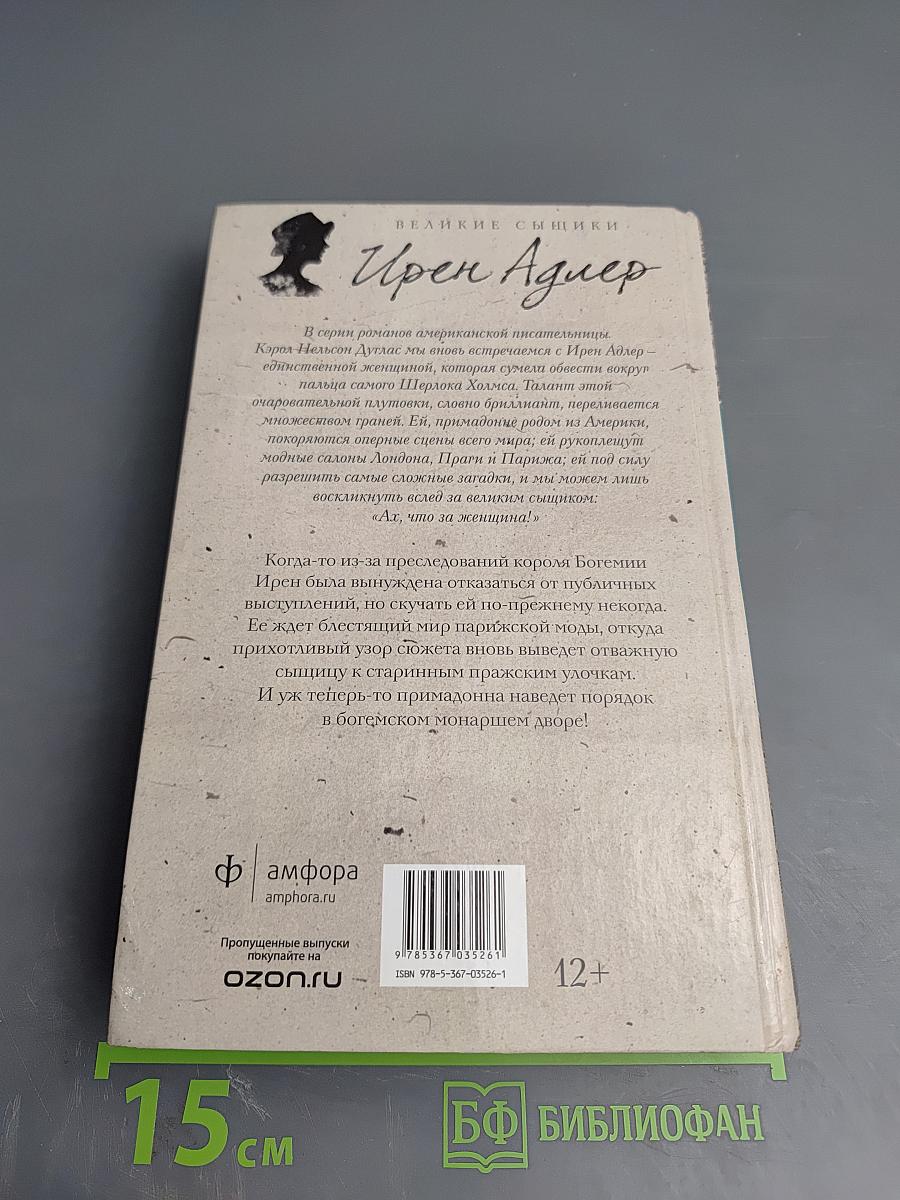 ВЕЛИКИЕ СЫЩИКИ
Ирен Адлер
В серии романов американской писательницы
Кэрол Нельсон Дуглас мы вновь встречаемся с Ирен Адлер –
единственной женщиной, которая сумела обвести вокруг
пальца самого Шерлока Холмса. Талант этой
очаровательной плутовки, словно бриллиант, переливается
множеством граней. Ей, примадонне родом из Америки,
покоряются оперные сцены всего мира; ей рукоплещут
модные салоны Лондона, Праги и Парижа; ей под силу
разрешить самые сложные загадки, и мы можем лишь
воскликнуть вслед за великим сыщиком:
«Ах, что за женщина!»
Когда-то из-за преследований короля Богемии
Ирен была вынуждена отказаться от публичных
выступлений, но скучать ей по-прежнему некогда.
Ее ждет блестящий мир парижской моды, откуда
прихотливый узор сюжета вновь выведет отважную
сыщицу к старинным пражским улочкам.
И уж теперь-то примадонна наведет порядок
в богемском монаршем дворе!
ф амфора
amphora.ru
Пропущенные выпуски
покупайте на
ozon.ru
9 785367 035261
ISBN 978-5-367-03526-1
12+
15 см
БФ БИБЛИОФАН